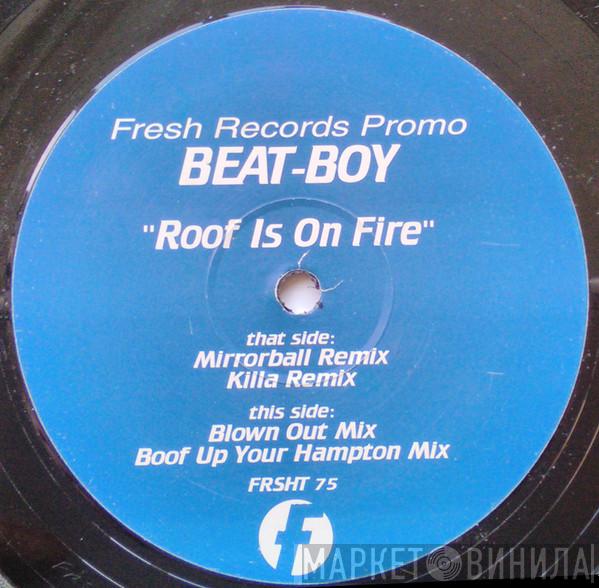 Fresh Records Promo
BEAT-BOY
"Roof Is On Fire"
that side:
Mirrorball Remix
Killa Remix
this side:
Blown Out Mix
Boof Up Your Hampton Mix
FRSHT 75
f
МАРКЕТ ВИНИЛА